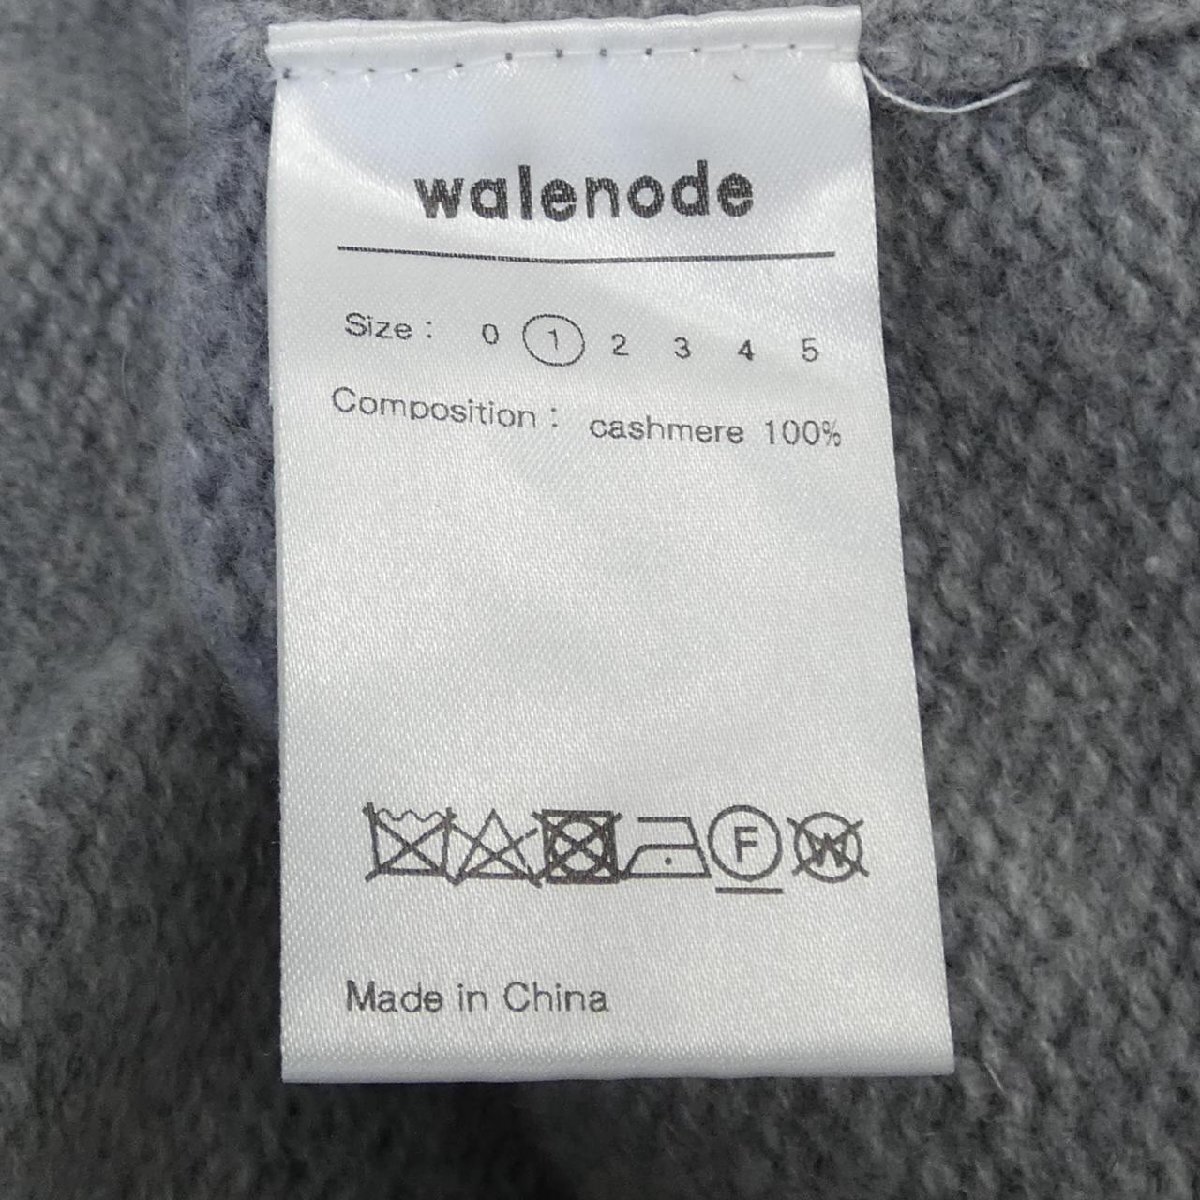 walenode
Size : 0 1 2 3 4 5
Composition : cashmere 100%
F W
Made in China